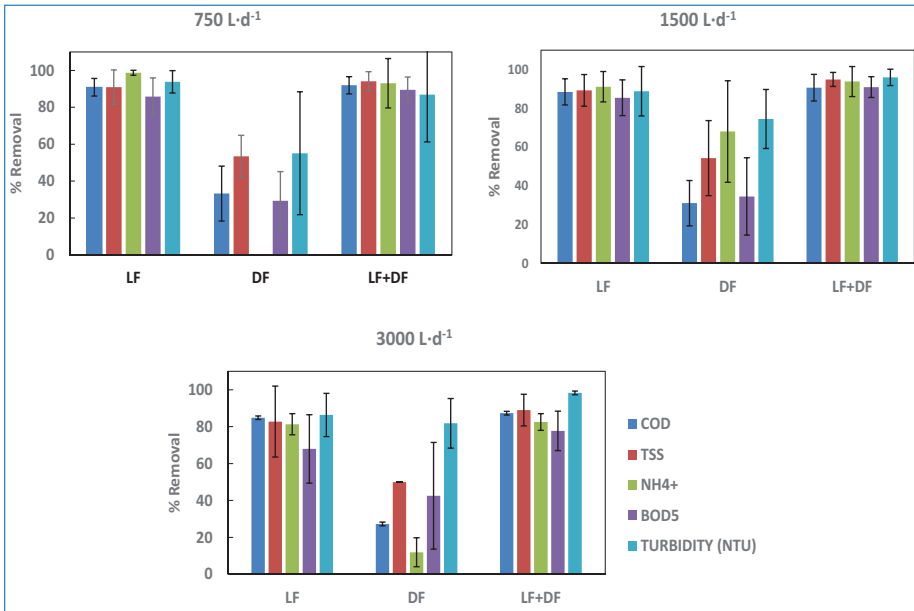 750 L·d⁻¹
% Removal
100
80
60
40
20
0
LF DF LF+DF
1500 L·d⁻¹
% Removal
100
80
60
40
20
0
LF DF LF+DF
3000 L·d⁻¹
% Removal
100
80
60
40
20
0
LF DF LF+DF
COD
TSS
NH4+
BOD5
TURBIDITY (NTU)